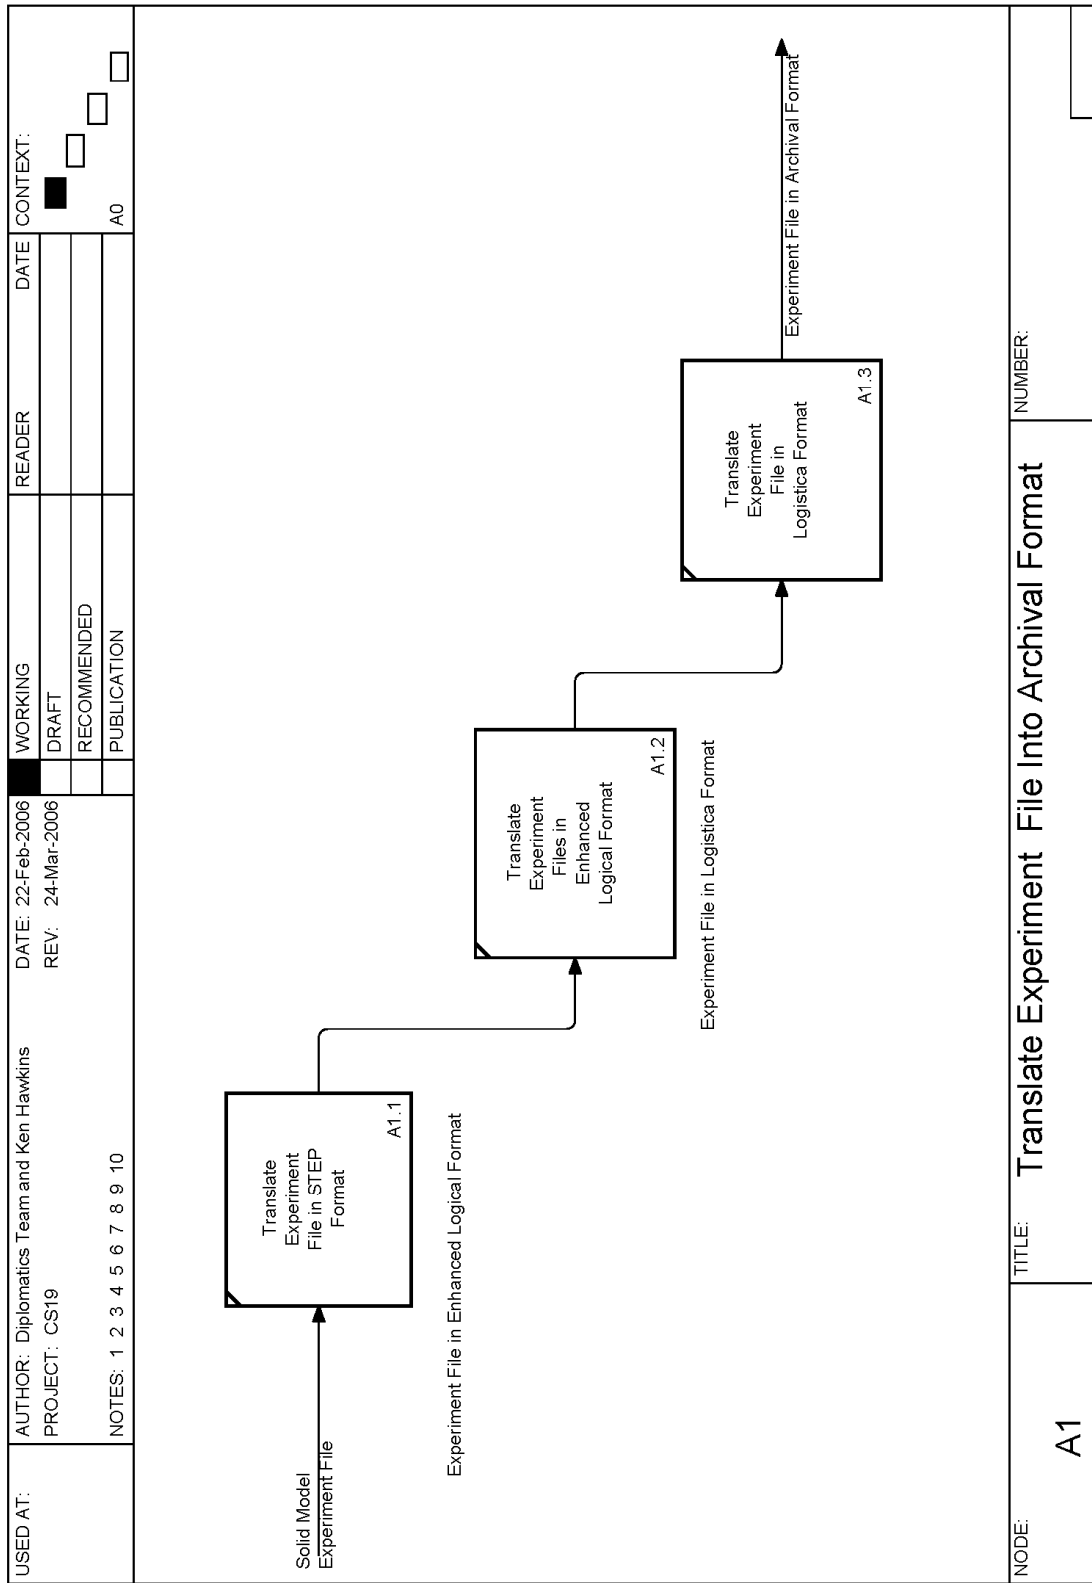 USED AT:
AUTHOR: Diplomatics Team and Ken Hawkins
PROJECT: CS19
NOTES: 1 2 3 4 5 6 7 8 9 10
DATE: 22-Feb-2006
REV: 24-Mar-2006
WORKING
DRAFT
RECOMMENDED
PUBLICATION
READER
DATE
CONTEXT:
A0
Solid Model
Experiment File
Translate
Experiment
File in STEP
Format
A1.1
Experiment File in Enhanced Logical Format
Translate
Experiment
Files in
Enhanced
Logical Format
A1.2
Experiment File in Logistica Format
Translate
Experiment
File in
Logistica Format
A1.3
Experiment File in Archival Format
NODE:
A1
TITLE:
Translate Experiment File Into Archival Format
NUMBER: